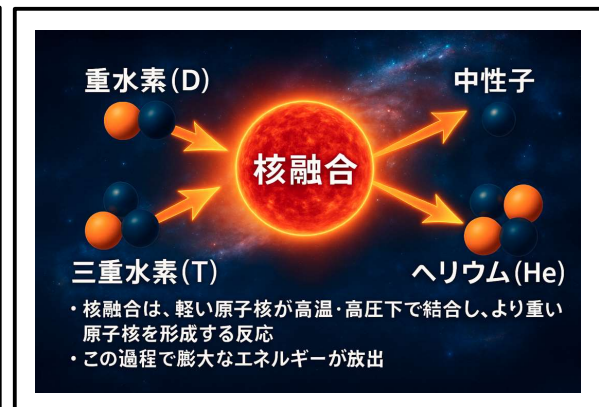 重水素(D)
中性子
核融合
三重水素(T)
ヘリウム(He)
・核融合は、軽い原子核が高温・高圧下で結合し、より重い
原子核を形成する反応
・この過程で膨大なエネルギーが放出